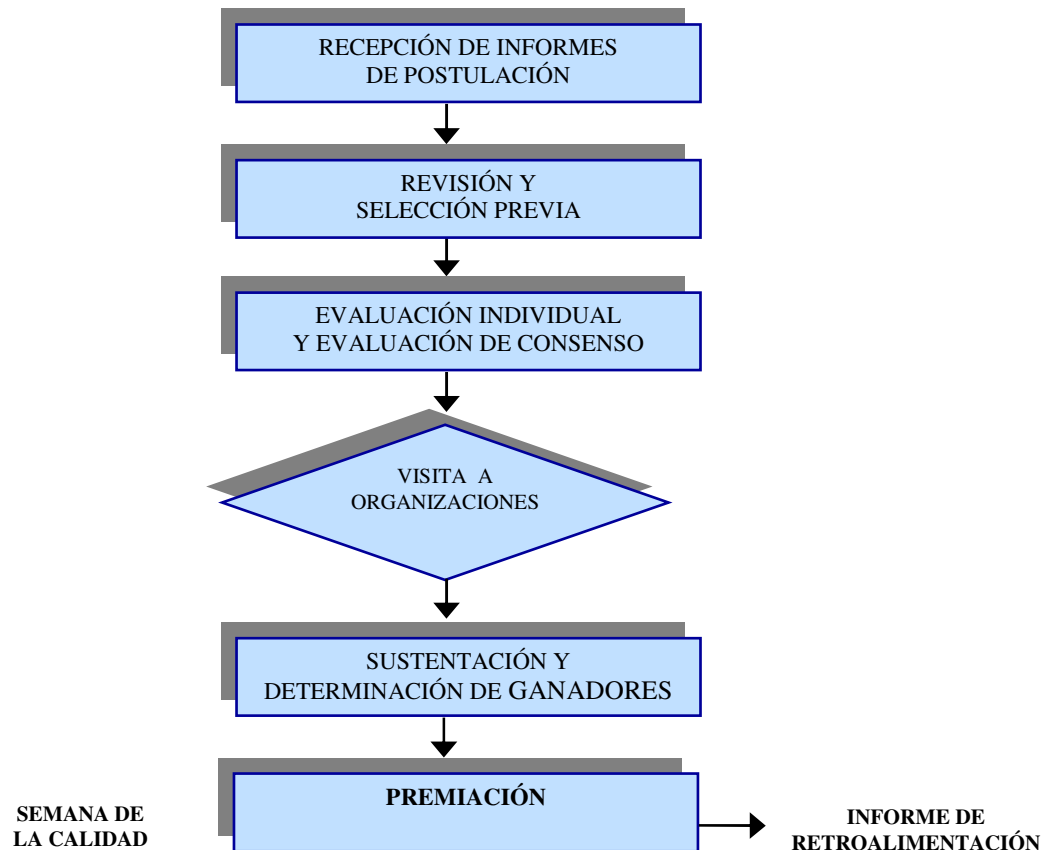 RECEPCIÓN DE INFORMES
DE POSTULACIÓN
REVISIÓN Y
SELECCIÓN PREVIA
EVALUACIÓN INDIVIDUAL
Y EVALUACIÓN DE CONSENSO
VISITA A
ORGANIZACIONES
SUSTENTACIÓN Y
DETERMINACIÓN DE GANADORES
PREMIACIÓN
SEMANA DE
LA CALIDAD
INFORME DE
RETROALIMENTACIÓN